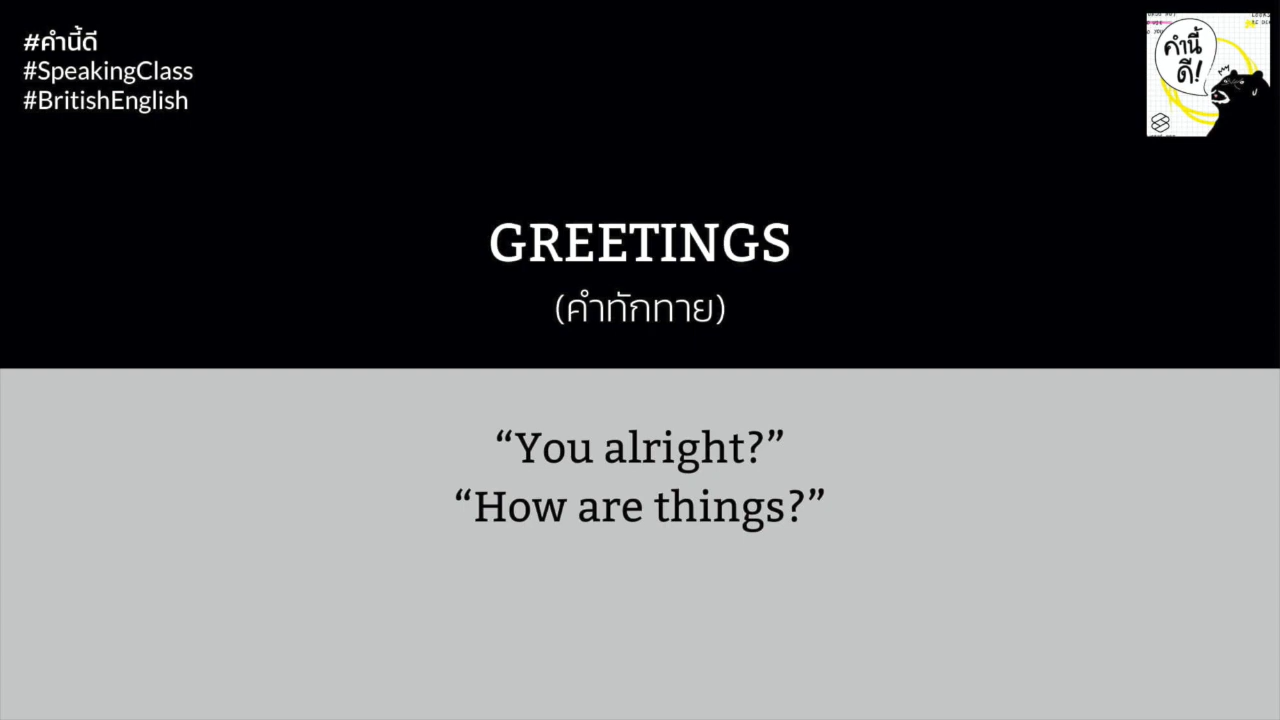 #คำนี้ดี
#SpeakingClass
#BritishEnglish
คำนี้
ดี!
GREETINGS
(คำทักทาย)
“You alright?”
“How are things?”